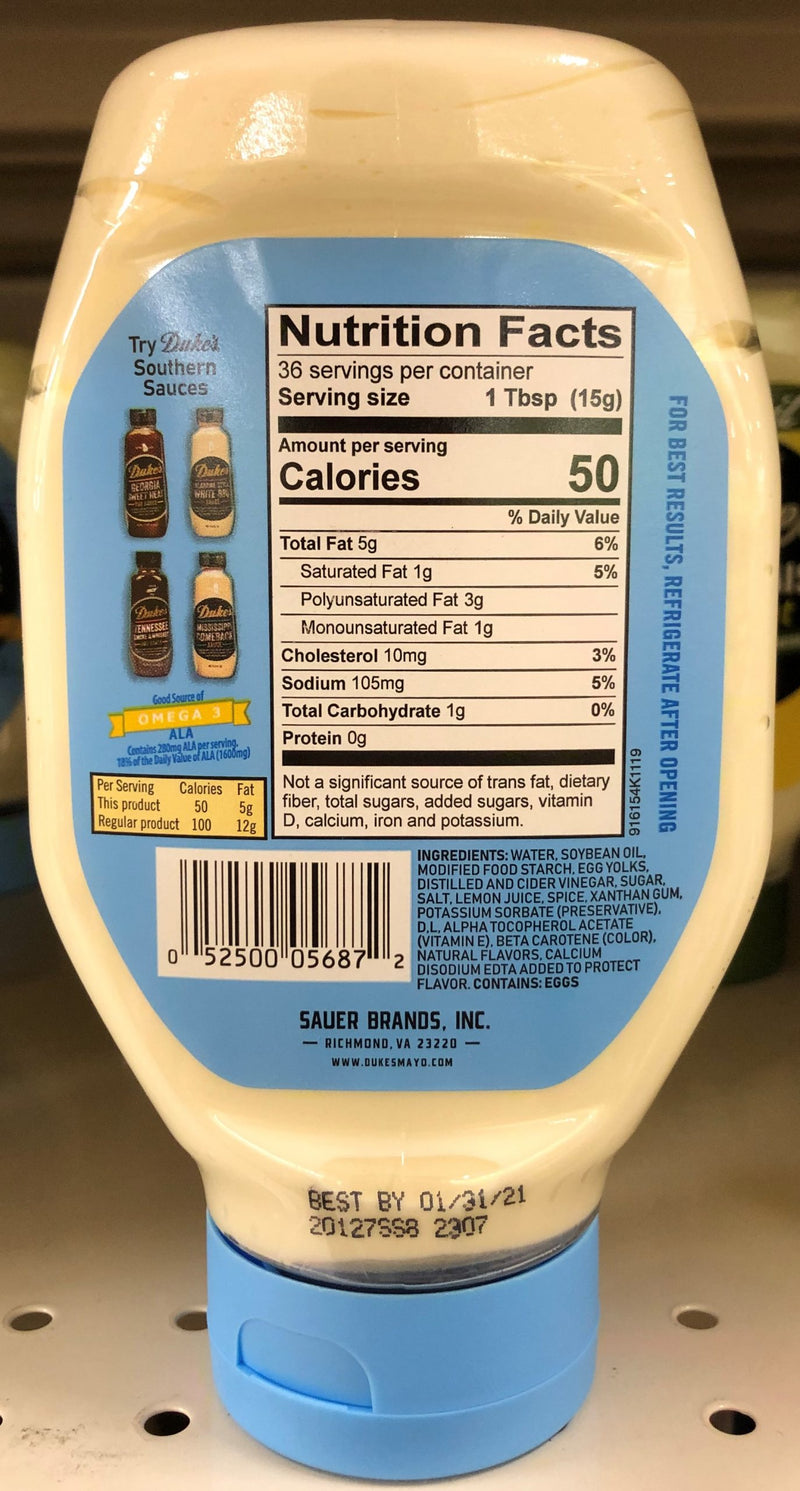 Try Duke's
Southern
Sauces
Duke's
GEORGIA
SWEET HEAT
Duke's
WHITE BBQ
Duke's
TENNESSEE
Duke's
MISSISSIPPI
COMEBACK
Good Source of
OMEGA 3
ALA
Contains 280mg ALA per serving.
18% of the Daily Value of ALA (1600mg)
Per Serving Calories Fat
This product 50 5g
Regular product 100 12g
Nutrition Facts
36 servings per container
Serving size 1 Tbsp (15g)
Amount per serving
Calories 50
% Daily Value
Total Fat 5g 6%
Saturated Fat 1g 5%
Polyunsaturated Fat 3g
Monounsaturated Fat 1g
Cholesterol 10mg 3%
Sodium 105mg 5%
Total Carbohydrate 1g 0%
Protein 0g
Not a significant source of trans fat, dietary
fiber, total sugars, added sugars, vitamin
D, calcium, iron and potassium.
916154K1119
FOR BEST RESULTS, REFRIGERATE AFTER OPENING
0 52500 05687 2
INGREDIENTS: WATER, SOYBEAN OIL,
MODIFIED FOOD STARCH, EGG YOLKS,
DISTILLED AND CIDER VINEGAR, SUGAR,
SALT, LEMON JUICE, SPICE, XANTHAN GUM,
POTASSIUM SORBATE (PRESERVATIVE),
D,L, ALPHA TOCOPHEROL ACETATE
(VITAMIN E), BETA CAROTENE (COLOR),
NATURAL FLAVORS, CALCIUM
DISODIUM EDTA ADDED TO PROTECT
FLAVOR. CONTAINS: EGGS
SAUER BRANDS, INC.
— RICHMOND, VA 23220 —
WWW.DUKESMAYO.COM
BEST BY 01/31/21
20127SS8 2307